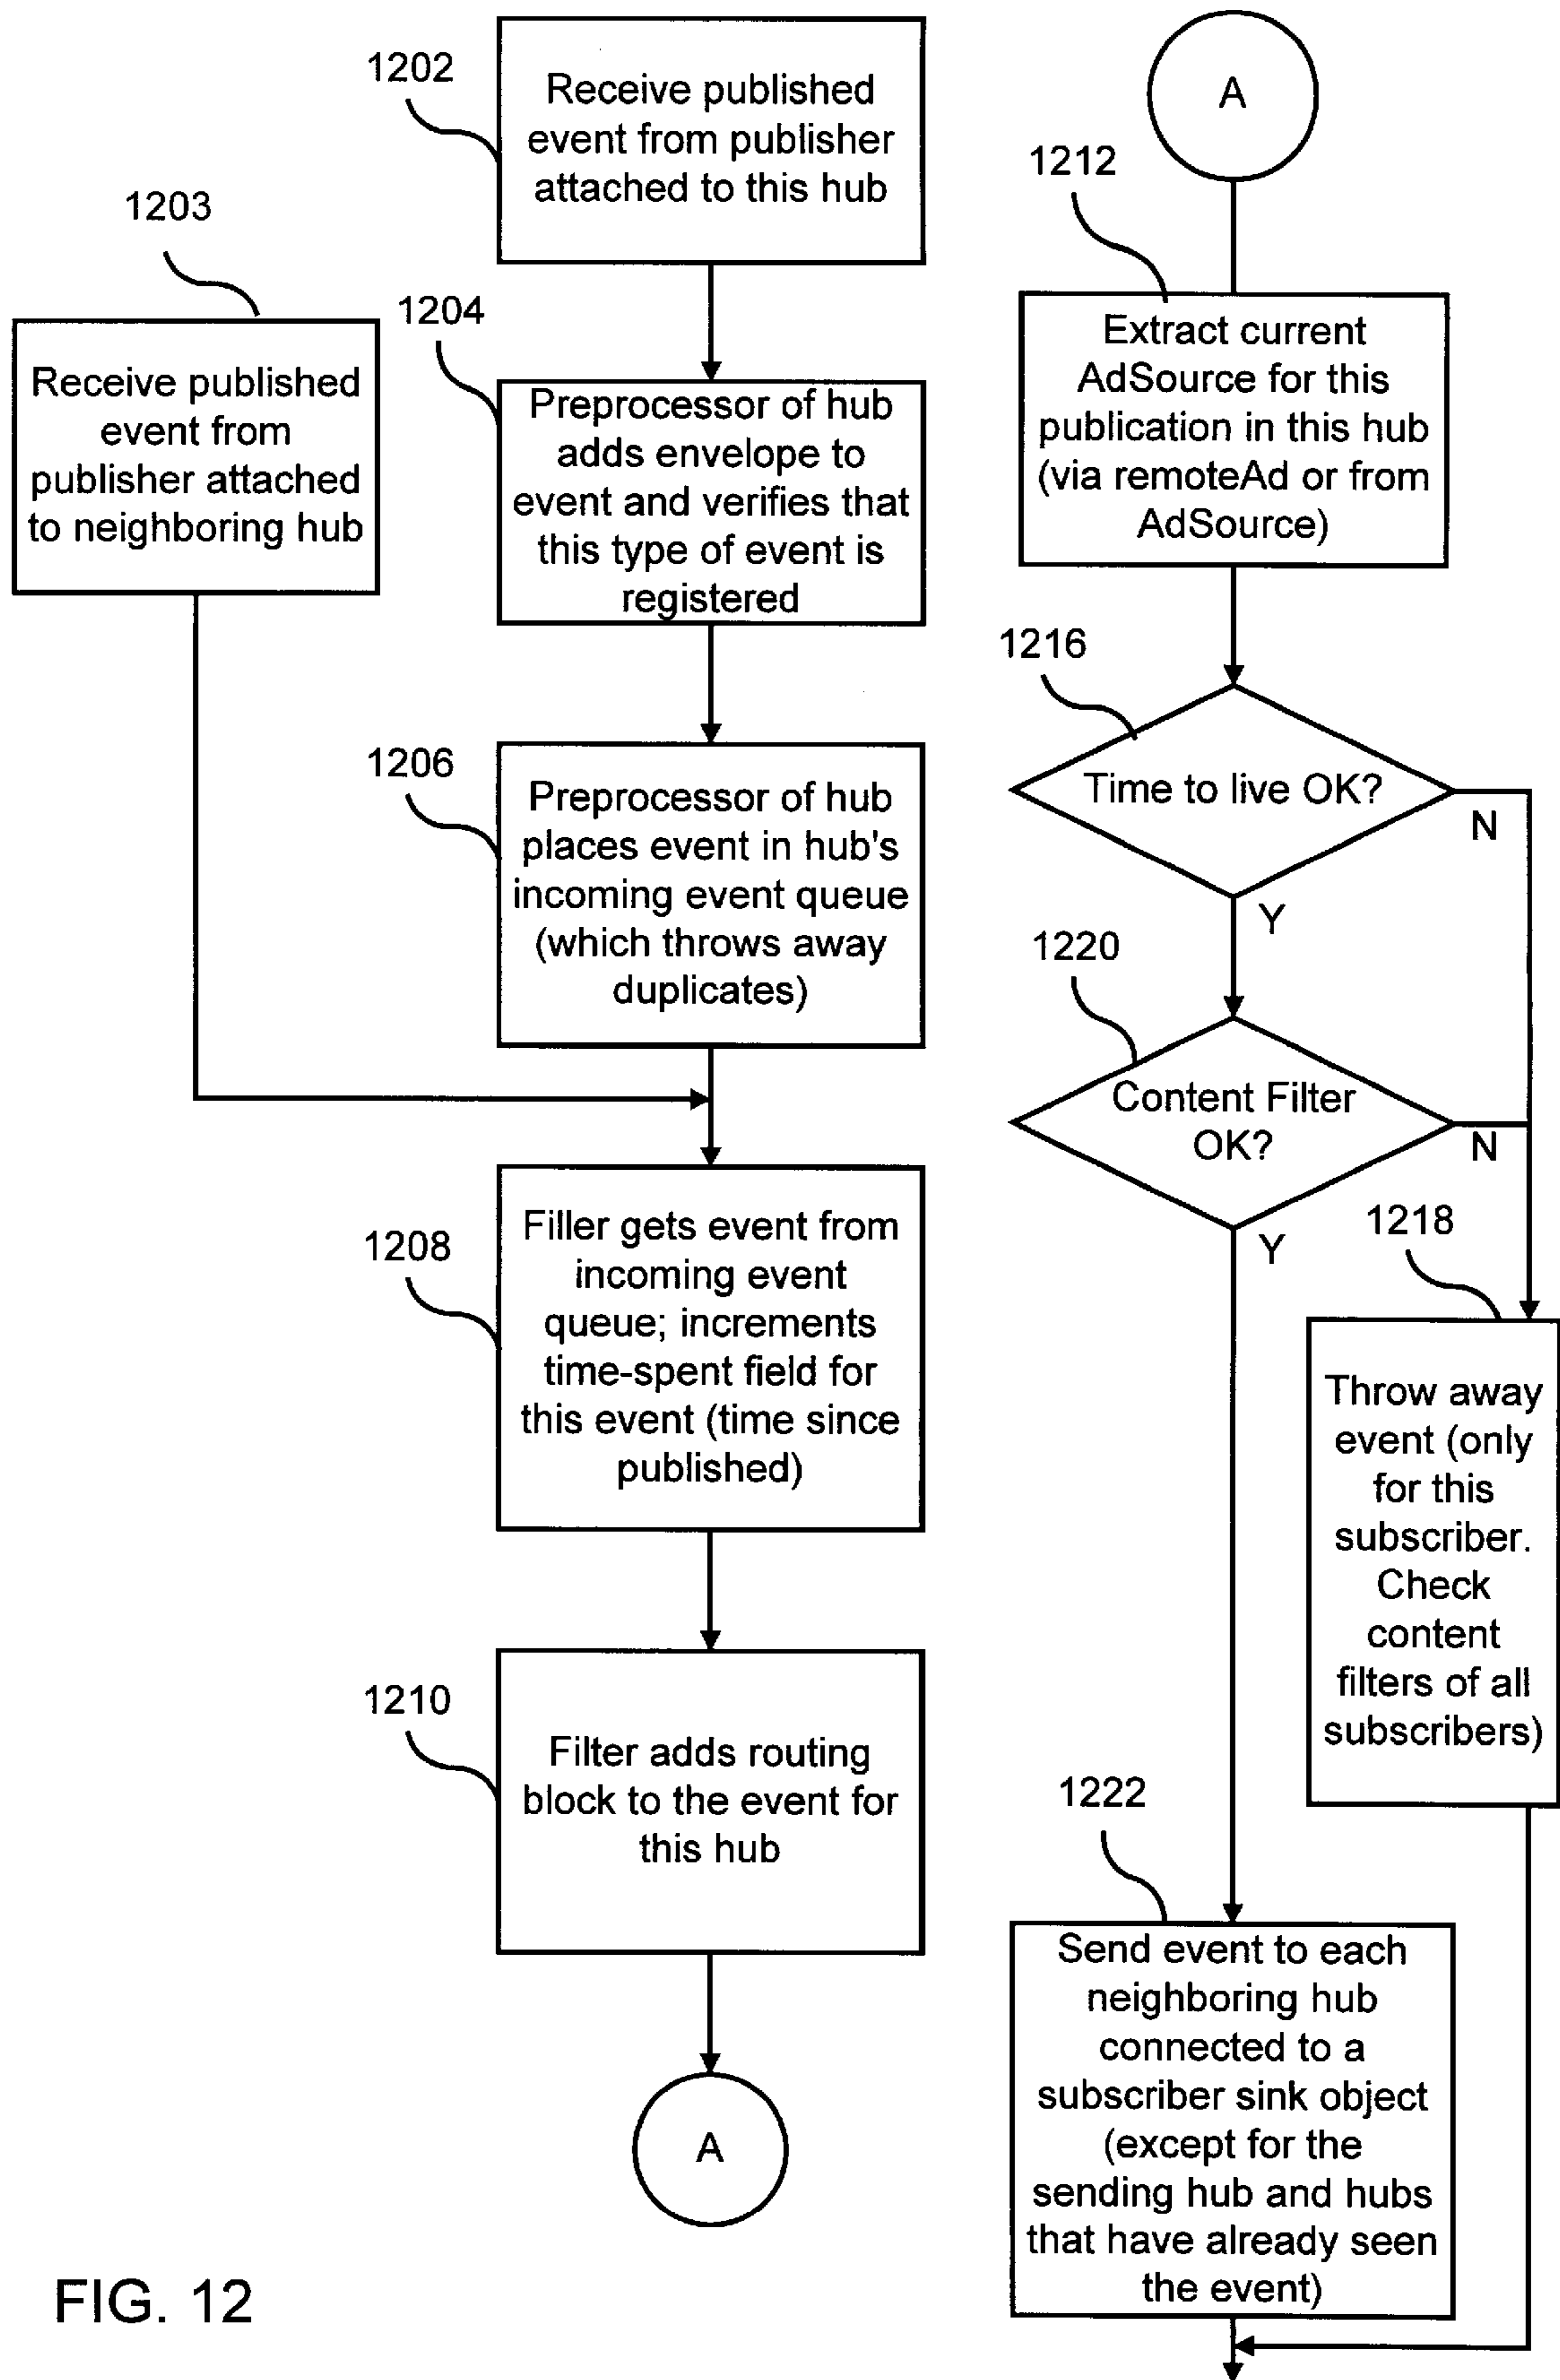 1202
Receive published
event from publisher
attached to this hub
1203
Receive published
event from
publisher attached
to neighboring hub
1204
Preprocessor of hub
adds envelope to
event and verifies that
this type of event is
registered
1206
Preprocessor of hub
places event in hub's
incoming event queue
(which throws away
duplicates)
1208
Filler gets event from
incoming event
queue; increments
time-spent field for
this event (time since
published)
1210
Filter adds routing
block to the event for
this hub
A
A
1212
Extract current
AdSource for this
publication in this hub
(via remoteAd or from
AdSource)
1216
Time to live OK?
N
Y
1220
Content Filter
OK?
N
Y
1218
Throw away
event (only
for this
subscriber.
Check
content
filters of all
subscribers)
1222
Send event to each
neighboring hub
connected to a
subscriber sink object
(except for the
sending hub and hubs
that have already seen
the event)
FIG. 12